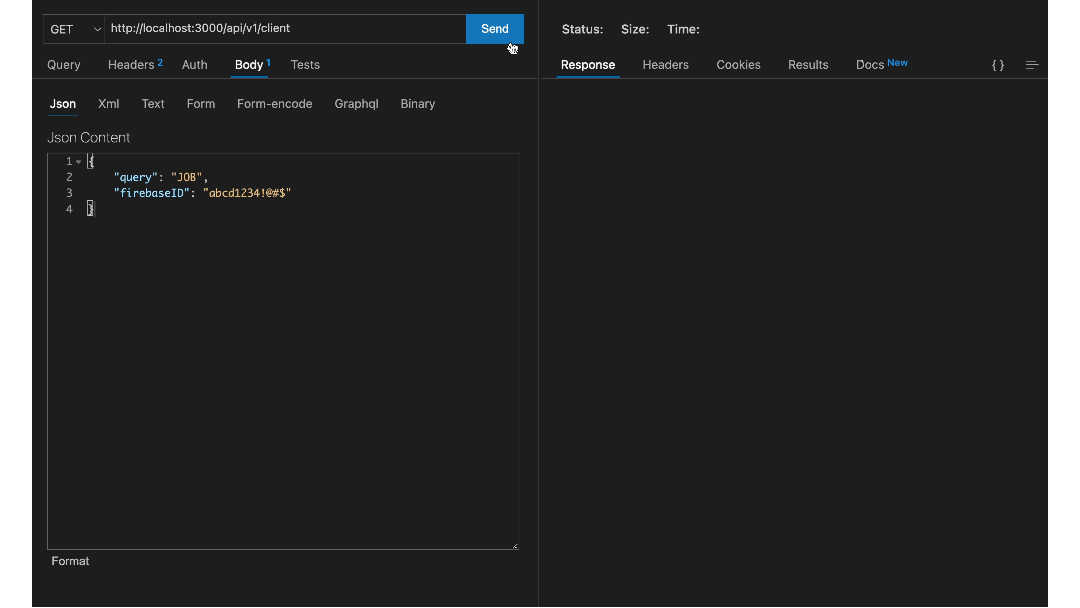 GET http://localhost:3000/api/v1/client Send
Query Headers 2 Auth Body 1 Tests
Json Xml Text Form Form-encode Graphql Binary
Json Content
1 {
2 "query": "JOB",
3 "firebaseID": "abcd1234!@#$"
4 }
Format
Status: Size: Time:
Response Headers Cookies Results Docs New { }